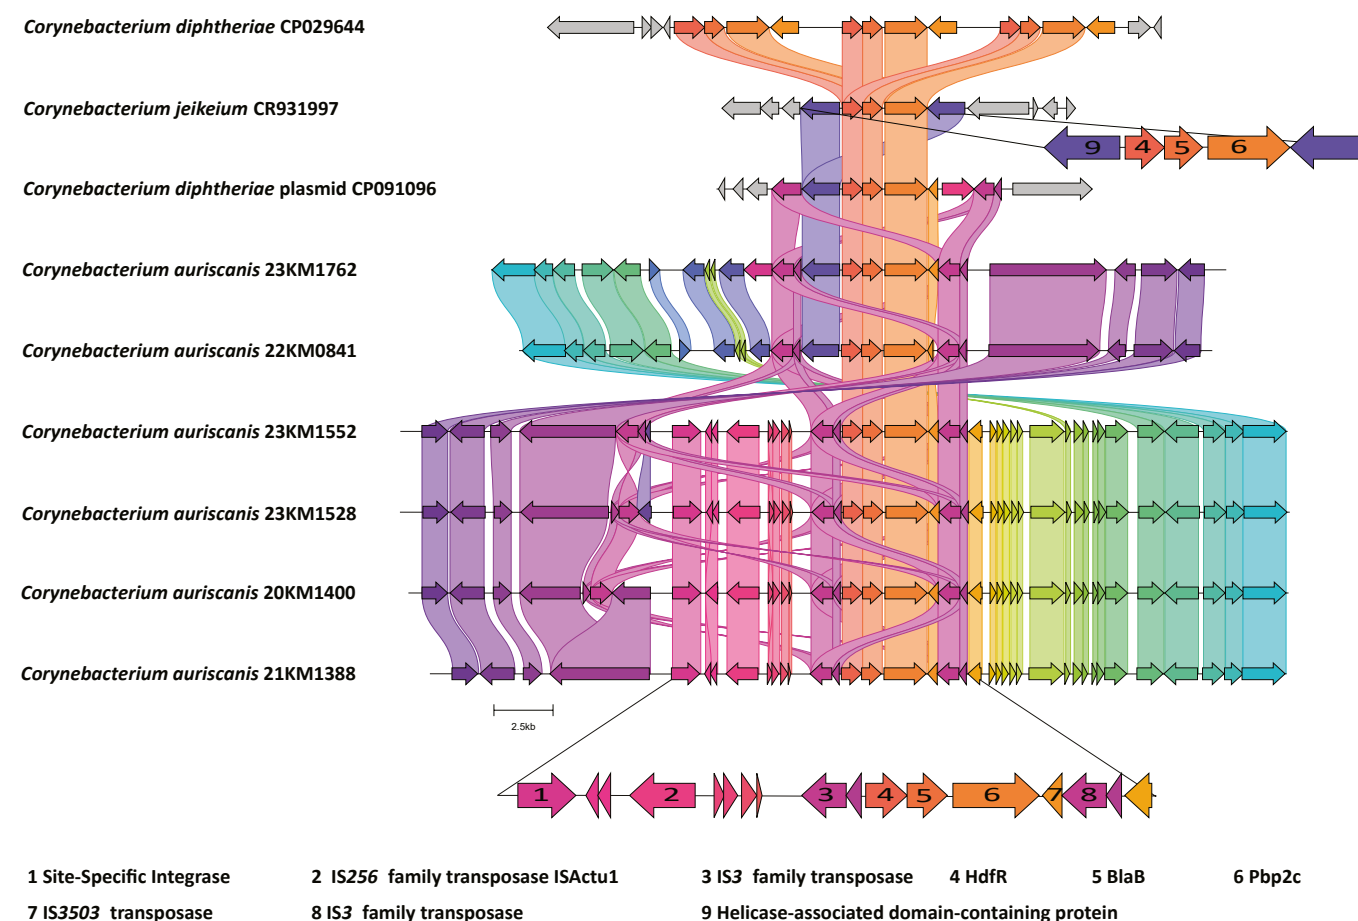 Corynebacterium diphtheriae CP029644
Corynebacterium jeikeium CR931997
9 4 5 6
Corynebacterium diphtheriae plasmid CP091096
Corynebacterium auriscanis 23KM1762
Corynebacterium auriscanis 22KM0841
Corynebacterium auriscanis 23KM1552
Corynebacterium auriscanis 23KM1528
Corynebacterium auriscanis 20KM1400
Corynebacterium auriscanis 21KM1388
2.5kb
1 2 3 4 5 6 7 8
1 Site-Specific Integrase 2 IS256 family transposase ISActu1 3 IS3 family transposase 4 HdfR 5 BlaB 6 Pbp2c
7 IS3503 transposase 8 IS3 family transposase 9 Helicase-associated domain-containing protein